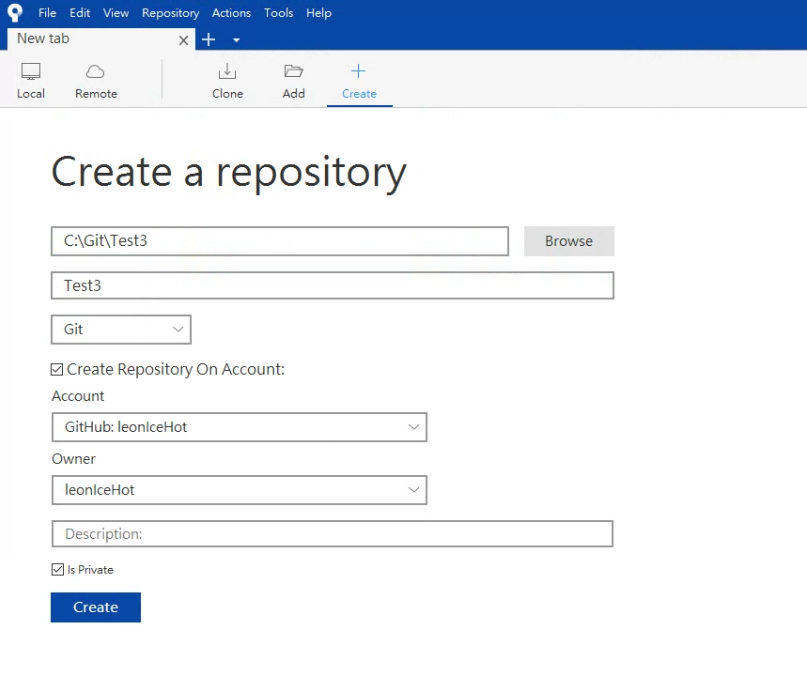 File Edit View Repository Actions Tools Help
New tab
Local Remote Clone Add Create
Create a repository
C:\Git\Test3 Browse
Test3
Git
Create Repository On Account:
Account
GitHub: leonIceHot
Owner
leonIceHot
Description:
Is Private
Create